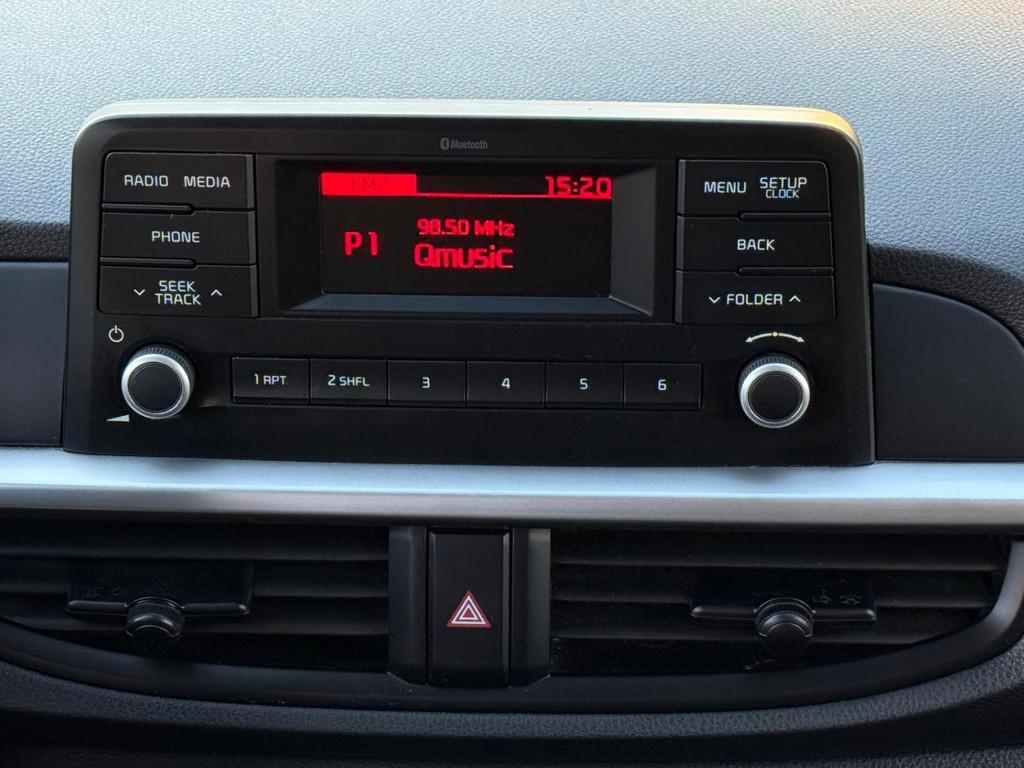 Bluetooth
RADIO MEDIA
PHONE
SEEK
TRACK
FM2 15:20
98.50 MHz
P1
Qmusic
MENU SETUP
CLOCK
BACK
FOLDER
1 RPT 2 SHFL 3 4 5 6